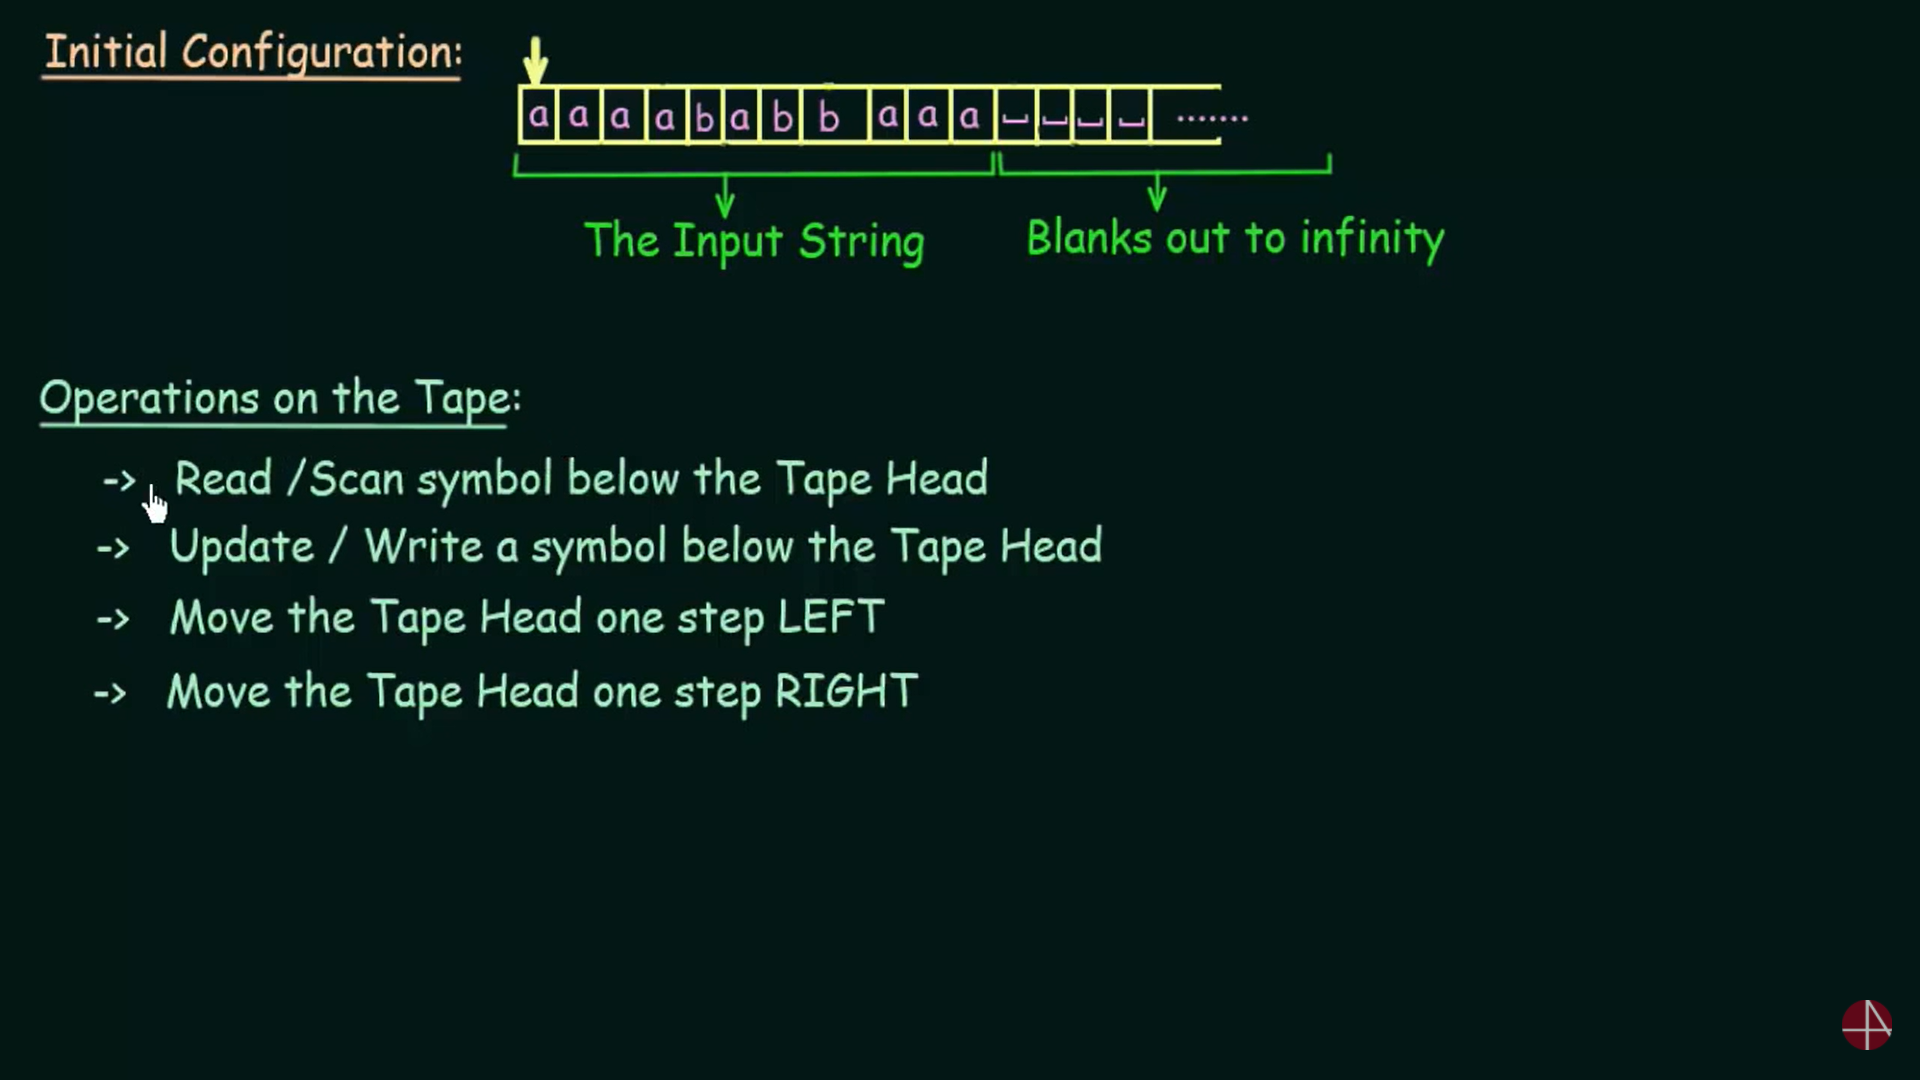 Initial Configuration:
a a a a b a b b a a a ⎵ ⎵ ⎵ ⎵ .......
The Input String
Blanks out to infinity
Operations on the Tape:
-> Read /Scan symbol below the Tape Head
-> Update / Write a symbol below the Tape Head
-> Move the Tape Head one step LEFT
-> Move the Tape Head one step RIGHT